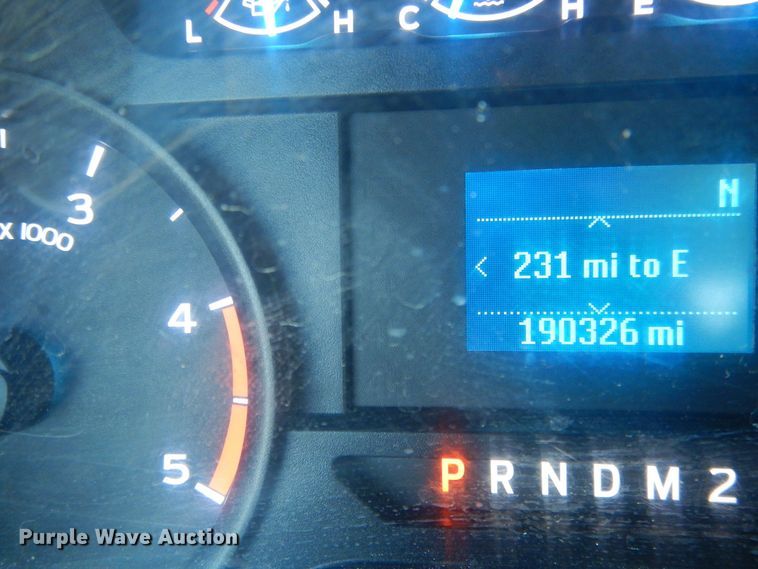 L H C H E
N
3
x 1000
< 231 mi to E
4
190326 mi
5
P R N D M 2
Purple Wave Auction